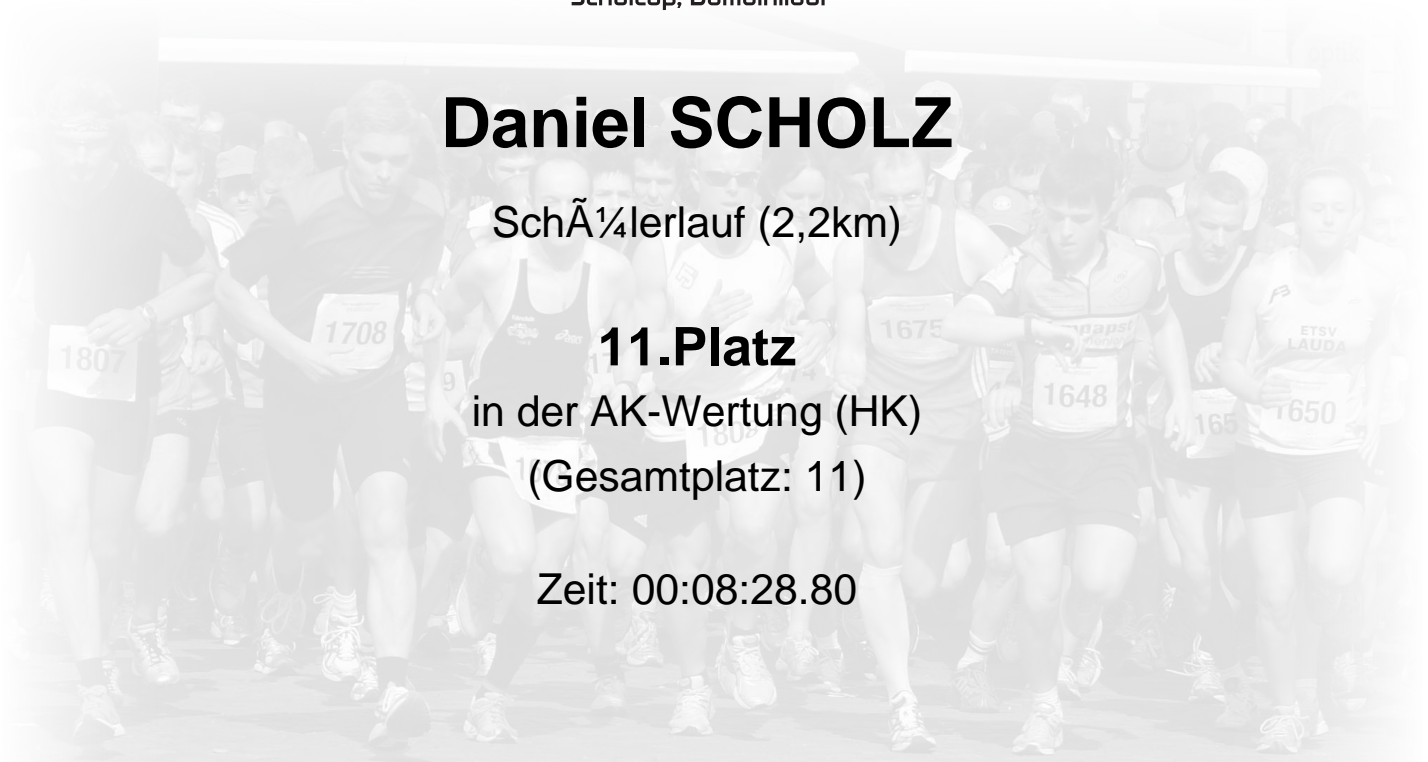 Daniel SCHOLZ
SchÃ¼lerlauf (2,2km)
1708
1675
11.Platz
1807
ETSV
LAUDA
1648
in der AK-Wertung (HK)
1650
165
(Gesamtplatz: 11)
Zeit: 00:08:28.80